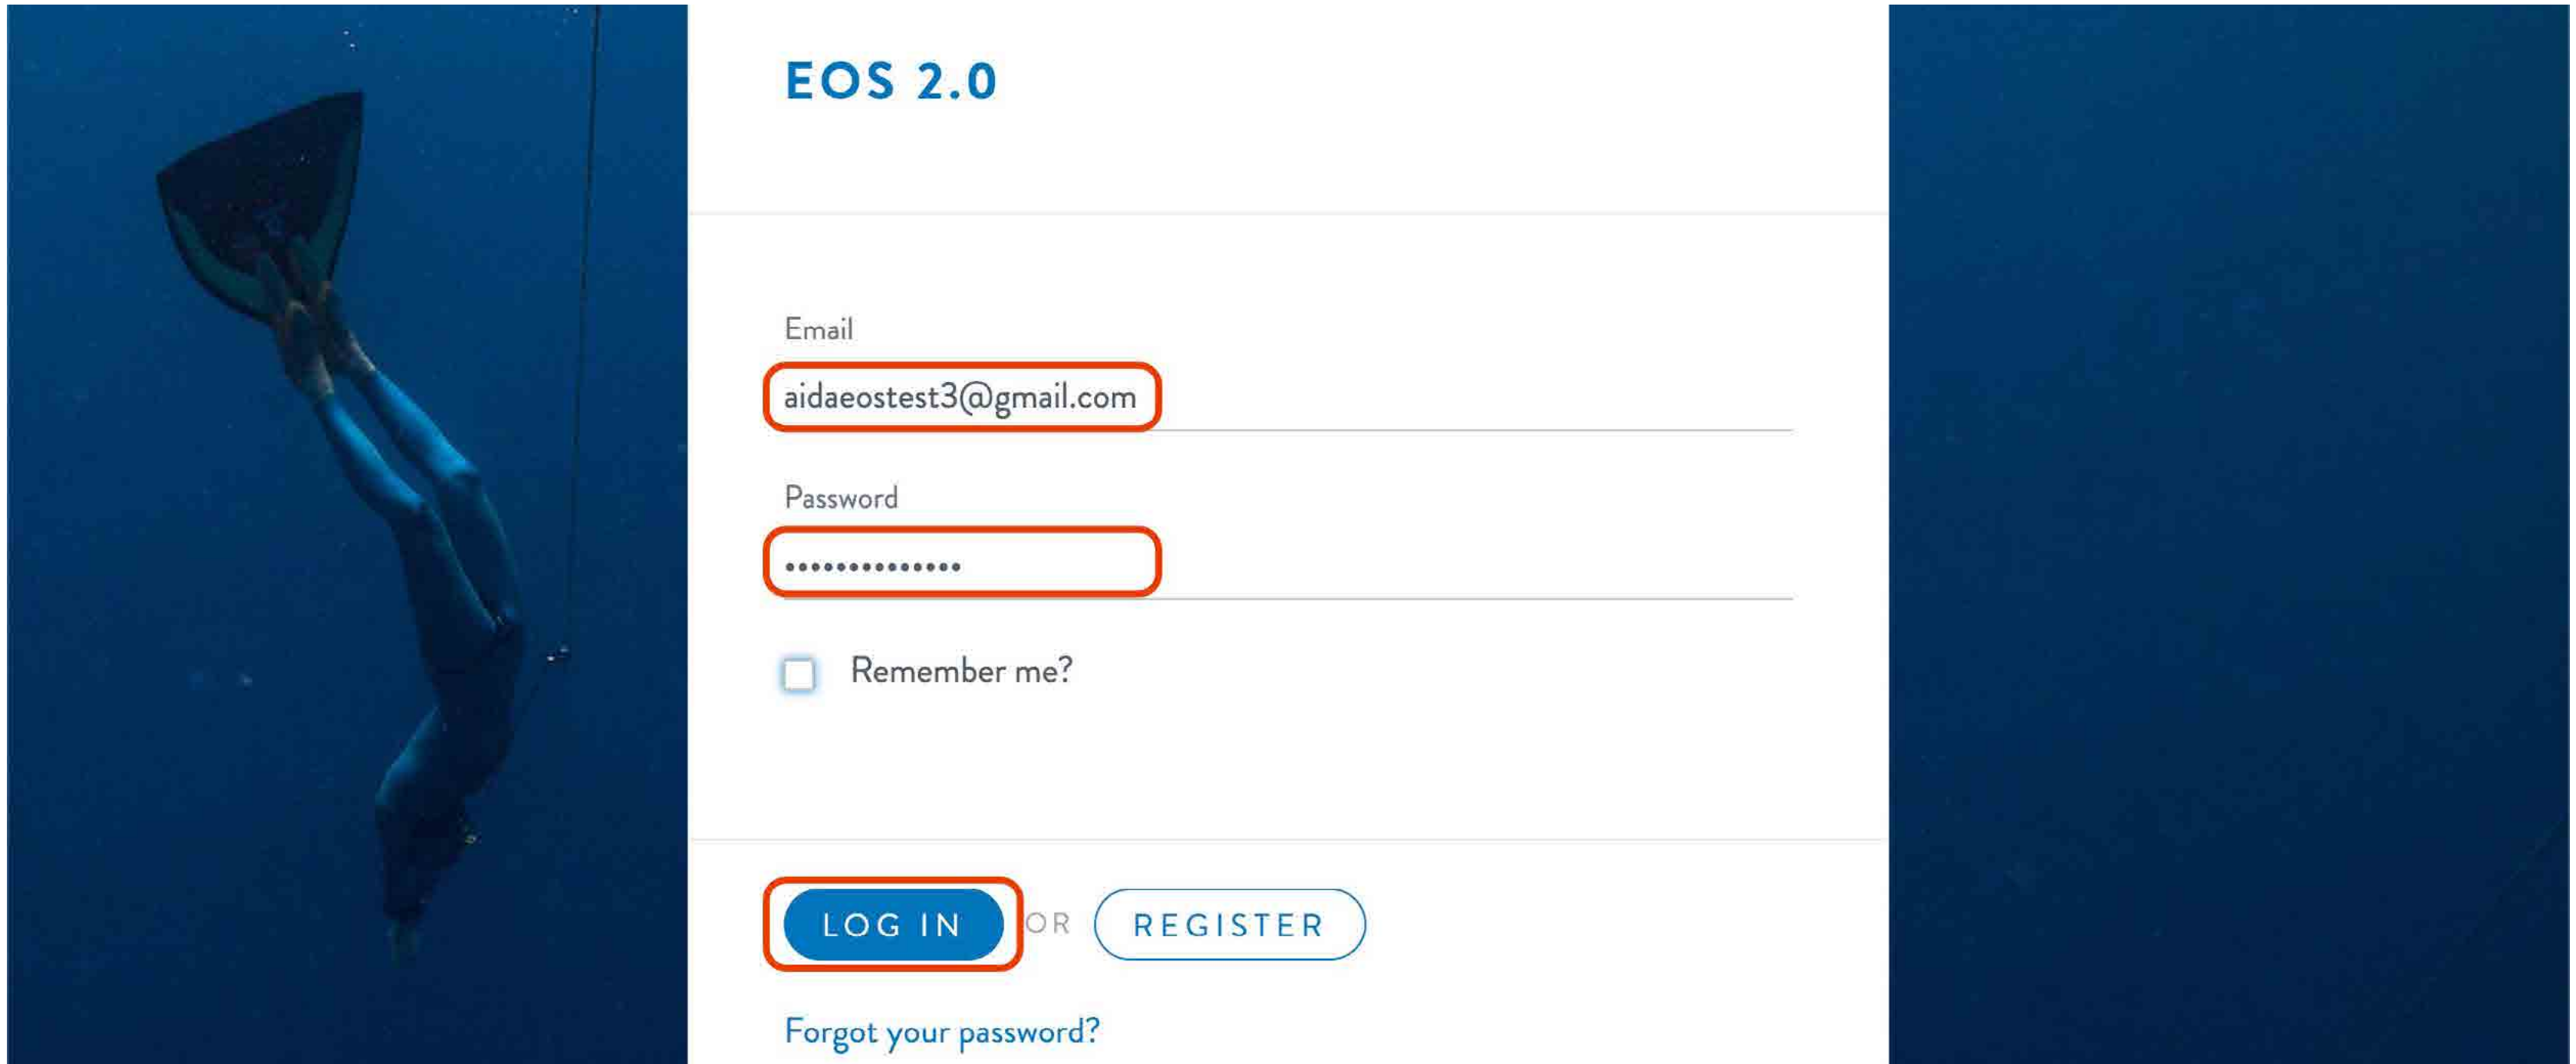 EOS 2.0
Email
aidaeostest3@gmail.com
Password
••••••••••••••
Remember me?
LOG IN OR REGISTER
Forgot your password?